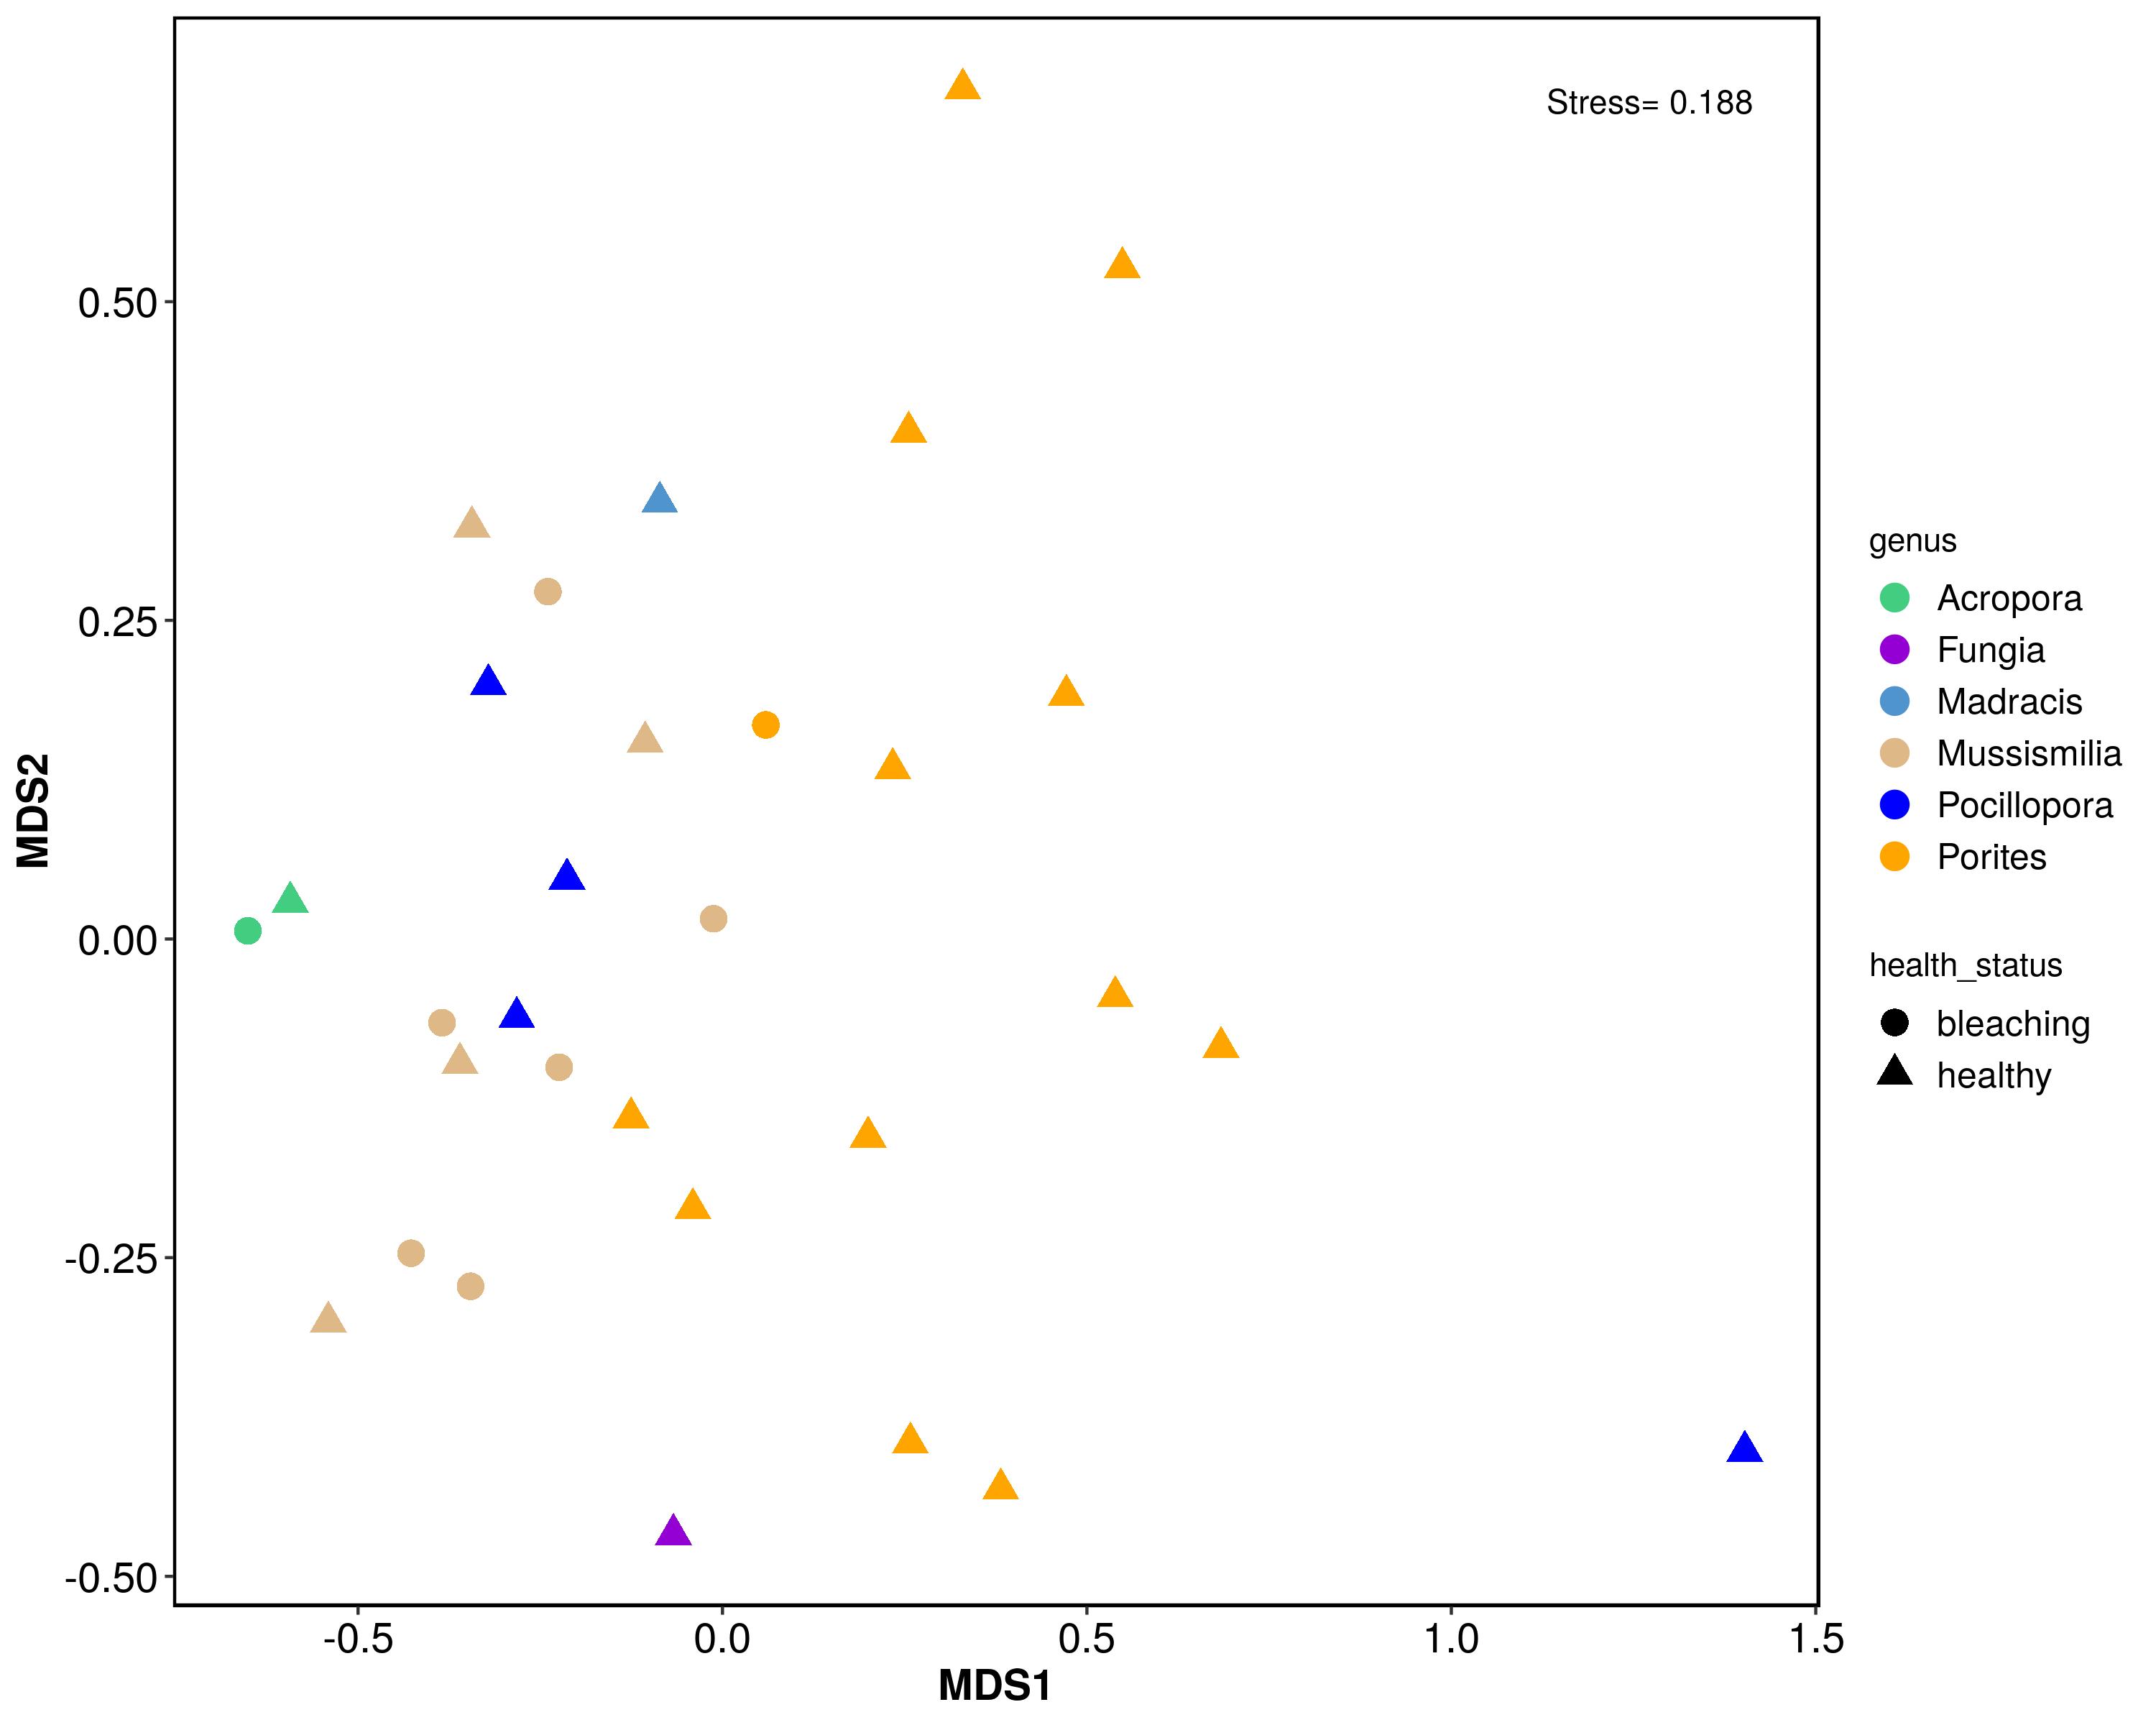 Stress= 0.188
MDS2
0.50
0.25
0.00
-0.25
-0.50
-0.5 0.0 0.5 1.0 1.5
MDS1
genus
Acropora
Fungia
Madracis
Mussismilia
Pocillopora
Porites
health_status
bleaching
healthy